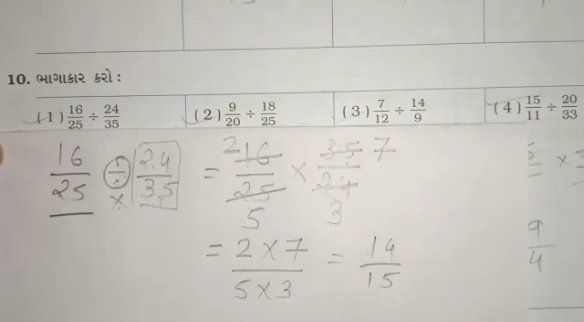 10. ભાગાકાર કરો :
(1) 16/25 ÷ 24/35 (2) 9/20 ÷ 18/25 (3) 7/12 ÷ 14/9 (4) 15/11 ÷ 20/33
16/25 ÷ 24/35 = 16/25 × 35/24
×
2 7
5 3
= 2 × 7 / 5 × 3 = 14/15
9/4